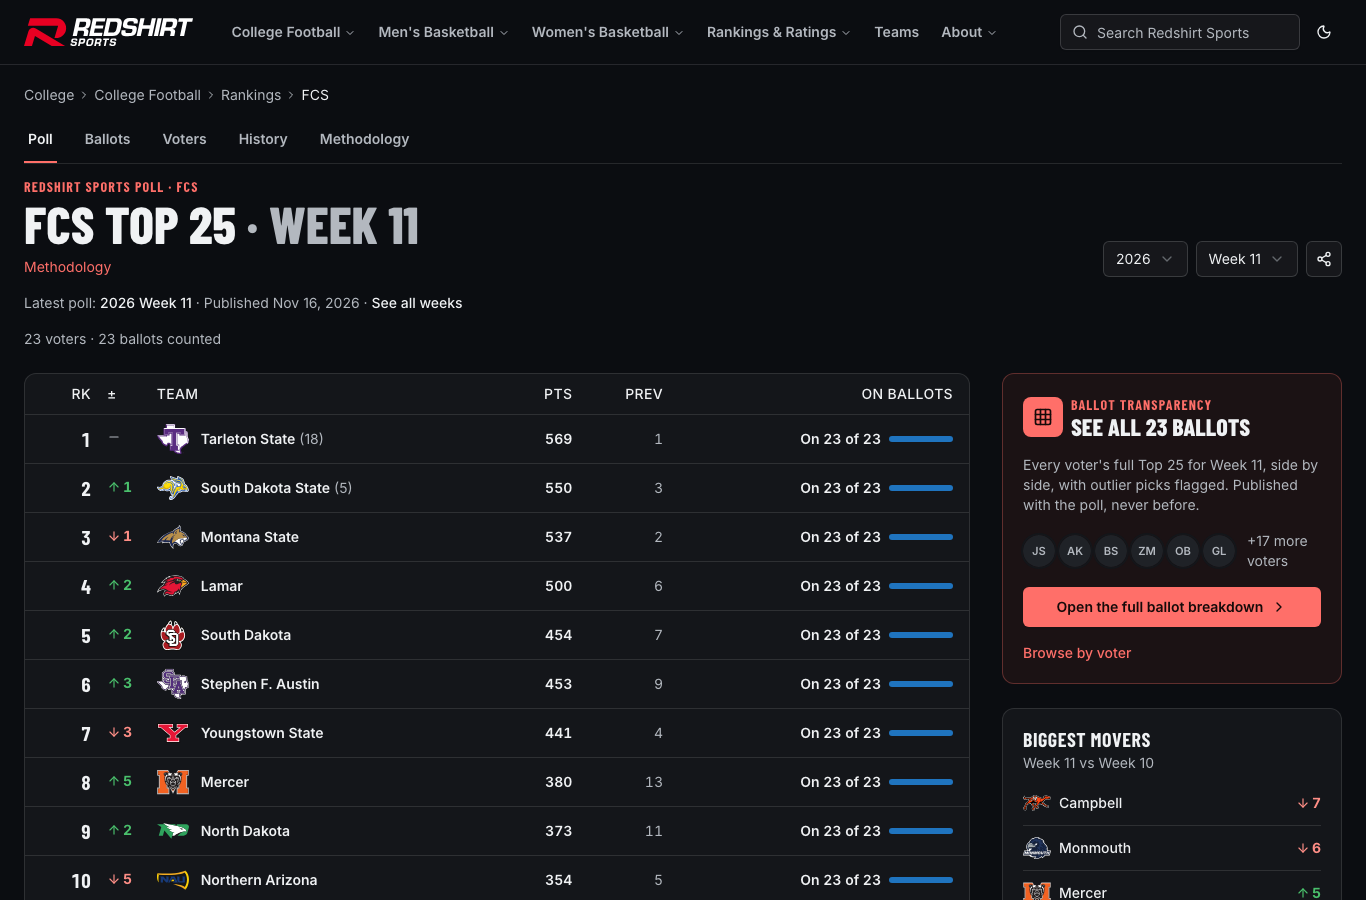 REDSHIRT
SPORTS
College Football
Men's Basketball
Women's Basketball
Rankings & Ratings
Teams
About
Search Redshirt Sports
College > College Football > Rankings > FCS
Poll
Ballots
Voters
History
Methodology
REDSHIRT SPORTS POLL · FCS
FCS TOP 25 · WEEK 11
Methodology
2026
Week 11
Latest poll: 2026 Week 11 · Published Nov 16, 2026 · See all weeks
23 voters · 23 ballots counted
RK ± TEAM PTS PREV ON BALLOTS
1 — Tarleton State (18) 569 1 On 23 of 23
2 ↑ 1 South Dakota State (5) 550 3 On 23 of 23
3 ↓ 1 Montana State 537 2 On 23 of 23
4 ↑ 2 Lamar 500 6 On 23 of 23
5 ↑ 2 South Dakota 454 7 On 23 of 23
6 ↑ 3 Stephen F. Austin 453 9 On 23 of 23
7 ↓ 3 Youngstown State 441 4 On 23 of 23
8 ↑ 5 Mercer 380 13 On 23 of 23
9 ↑ 2 North Dakota 373 11 On 23 of 23
10 ↓ 5 Northern Arizona 354 5 On 23 of 23
BALLOT TRANSPARENCY
SEE ALL 23 BALLOTS
Every voter's full Top 25 for Week 11, side by
side, with outlier picks flagged. Published
with the poll, never before.
JS AK BS ZM OB GL +17 more
voters
Open the full ballot breakdown >
Browse by voter
BIGGEST MOVERS
Week 11 vs Week 10
Campbell ↓ 7
Monmouth ↓ 6
Mercer ↑ 5